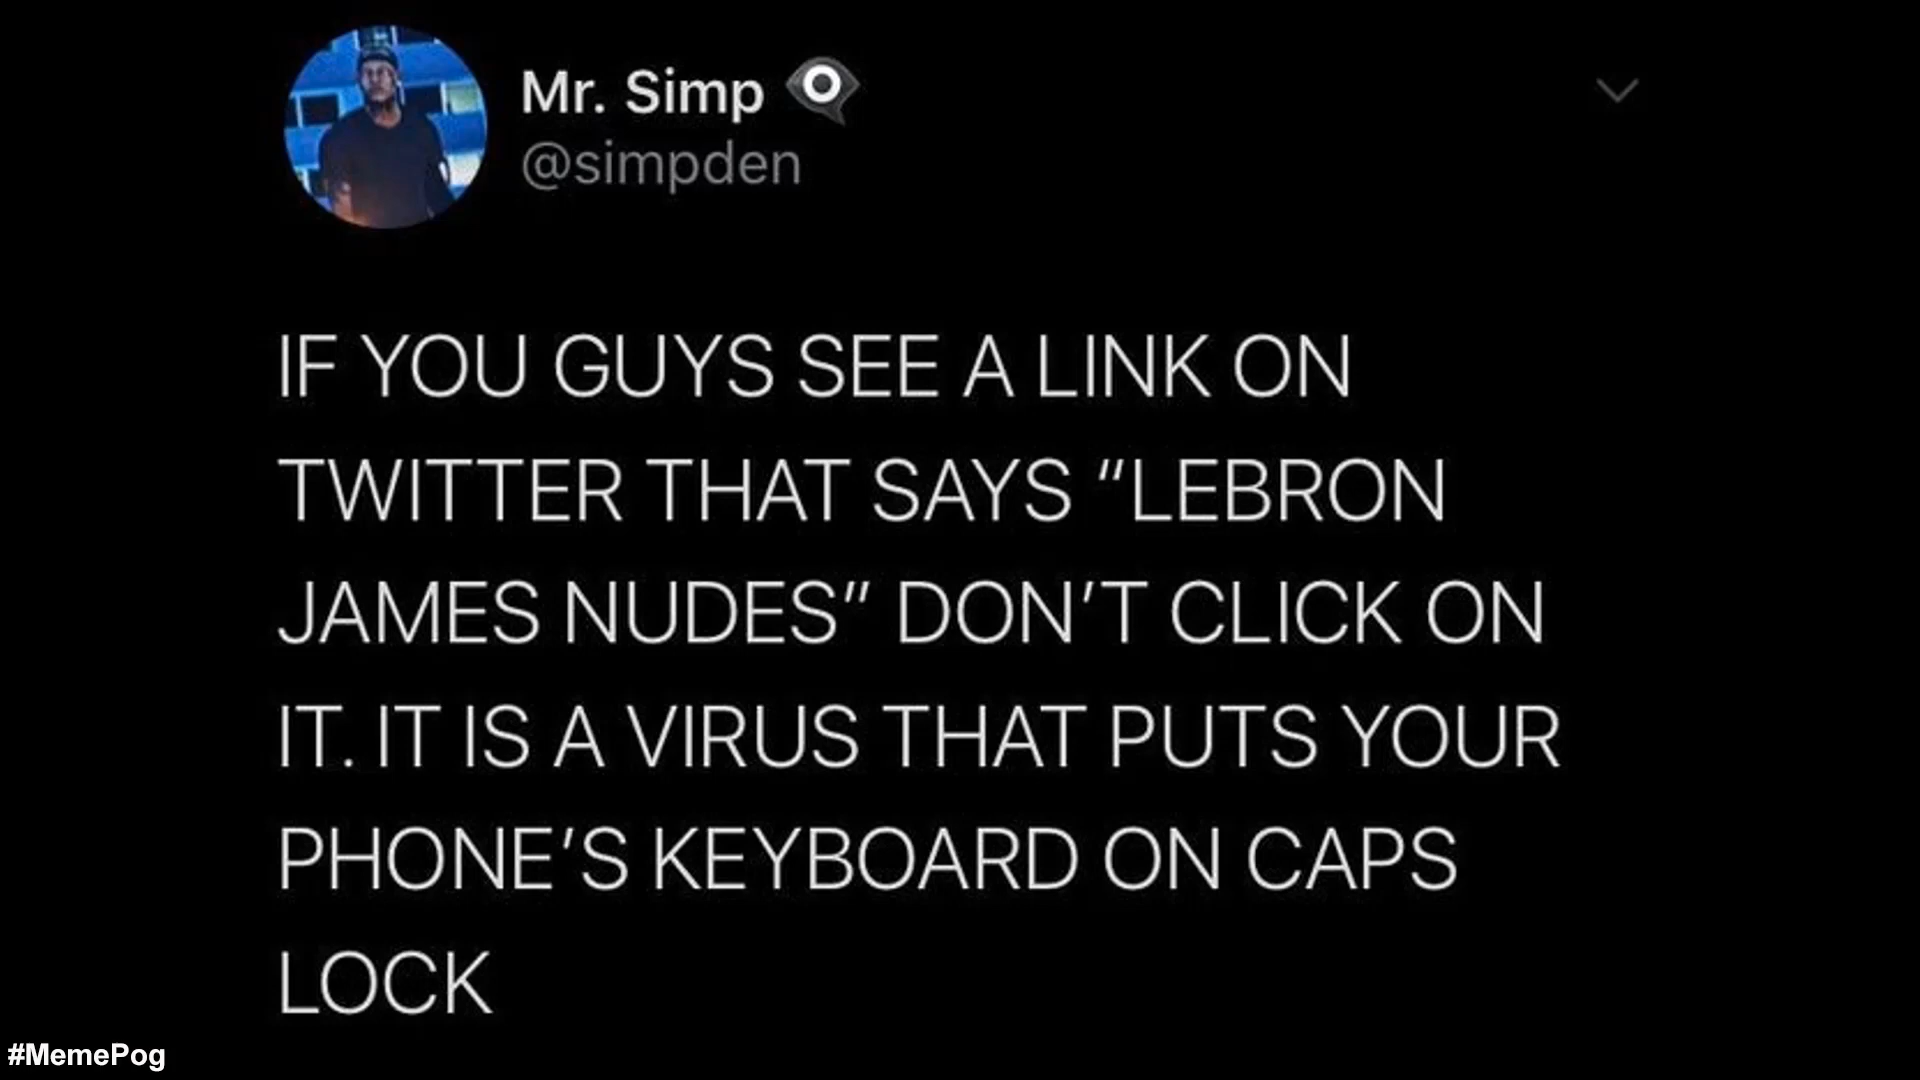 Mr. Simp
@simpden
IF YOU GUYS SEE A LINK ON
TWITTER THAT SAYS “LEBRON
JAMES NUDES” DON’T CLICK ON
IT. IT IS A VIRUS THAT PUTS YOUR
PHONE’S KEYBOARD ON CAPS
LOCK
#MemePog